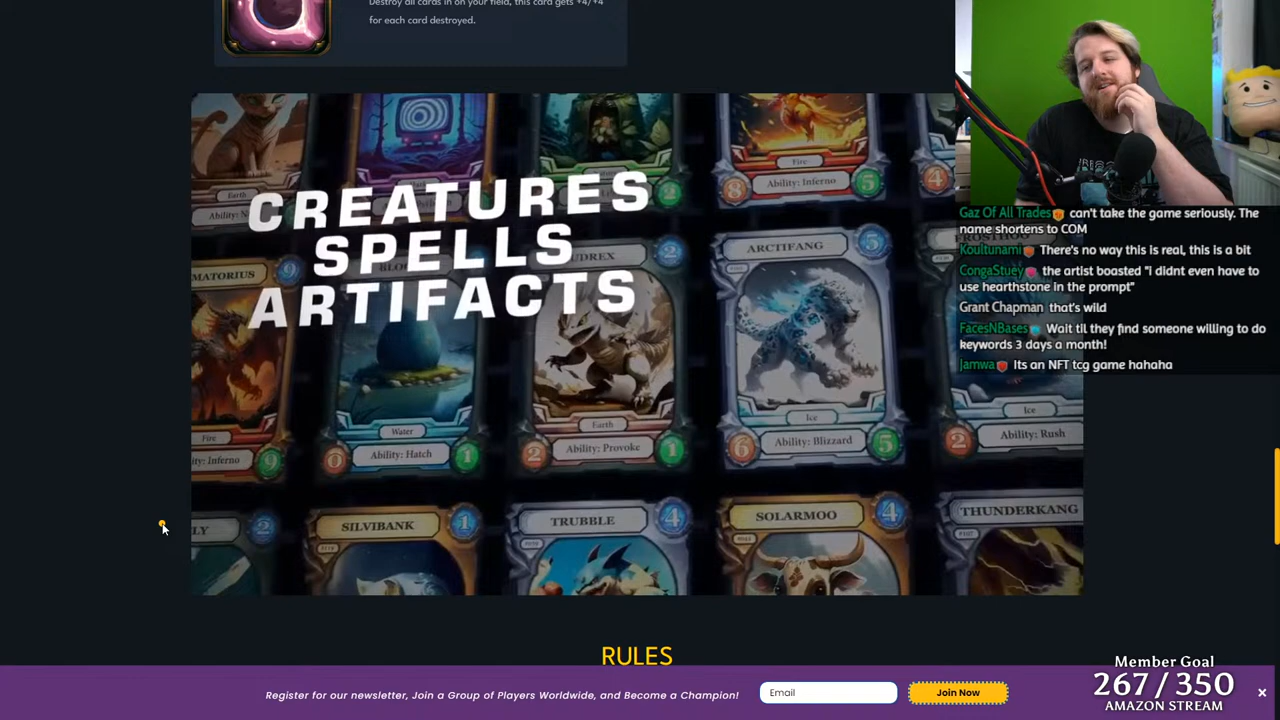 Destroy all cards in on your field, this card gets +4/+4
for each card destroyed.
CREATURES
SPELLS
ARTIFACTS
Earth
Fire
8
Ability: Inferno
5
4
2
MATORIUS
9
Fire
ty: Inferno
9
Water
0
Ability: Hatch
1
UDREX
2
Earth
2
Ability: Provoke
1
ARCTIFANG
5
Ice
6
Ability: Blizzard
5
Ice
2
Ability: Rush
LY
2
SILVIBANK
1
TRUBBLE
4
SOLARMOO
4
THUNDERKANG
RULES
Register for our newsletter, Join a Group of Players Worldwide, and Become a Champion!
Email
Join Now
Gaz Of All Trades can't take the game seriously. The
name shortens to COM
Koultunami There's no way this is real, this is a bit
CongaStuey the artist boasted "I didnt even have to
use hearthstone in the prompt"
Grant Chapman that's wild
FacesNBases Wait til they find someone willing to do
keywords 3 days a month!
Jamwa Its an NFT tcg game hahaha
Member Goal
267/350
AMAZON STREAM